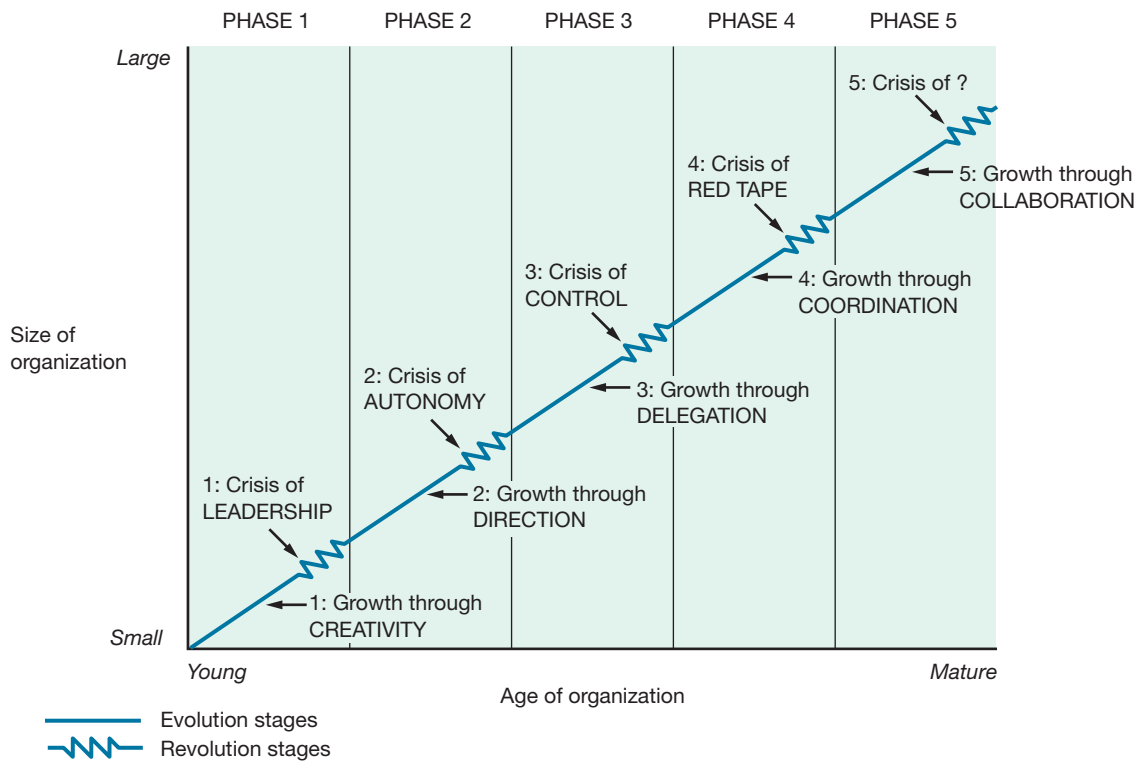 PHASE 1
PHASE 2
PHASE 3
PHASE 4
PHASE 5
Large
5: Crisis of ?
4: Crisis of
RED TAPE
5: Growth through
COLLABORATION
3: Crisis of
CONTROL
4: Growth through
COORDINATION
Size of
organization
2: Crisis of
AUTONOMY
3: Growth through
DELEGATION
1: Crisis of
LEADERSHIP
2: Growth through
DIRECTION
1: Growth through
CREATIVITY
Small
Young
Mature
Age of organization
Evolution stages
Revolution stages